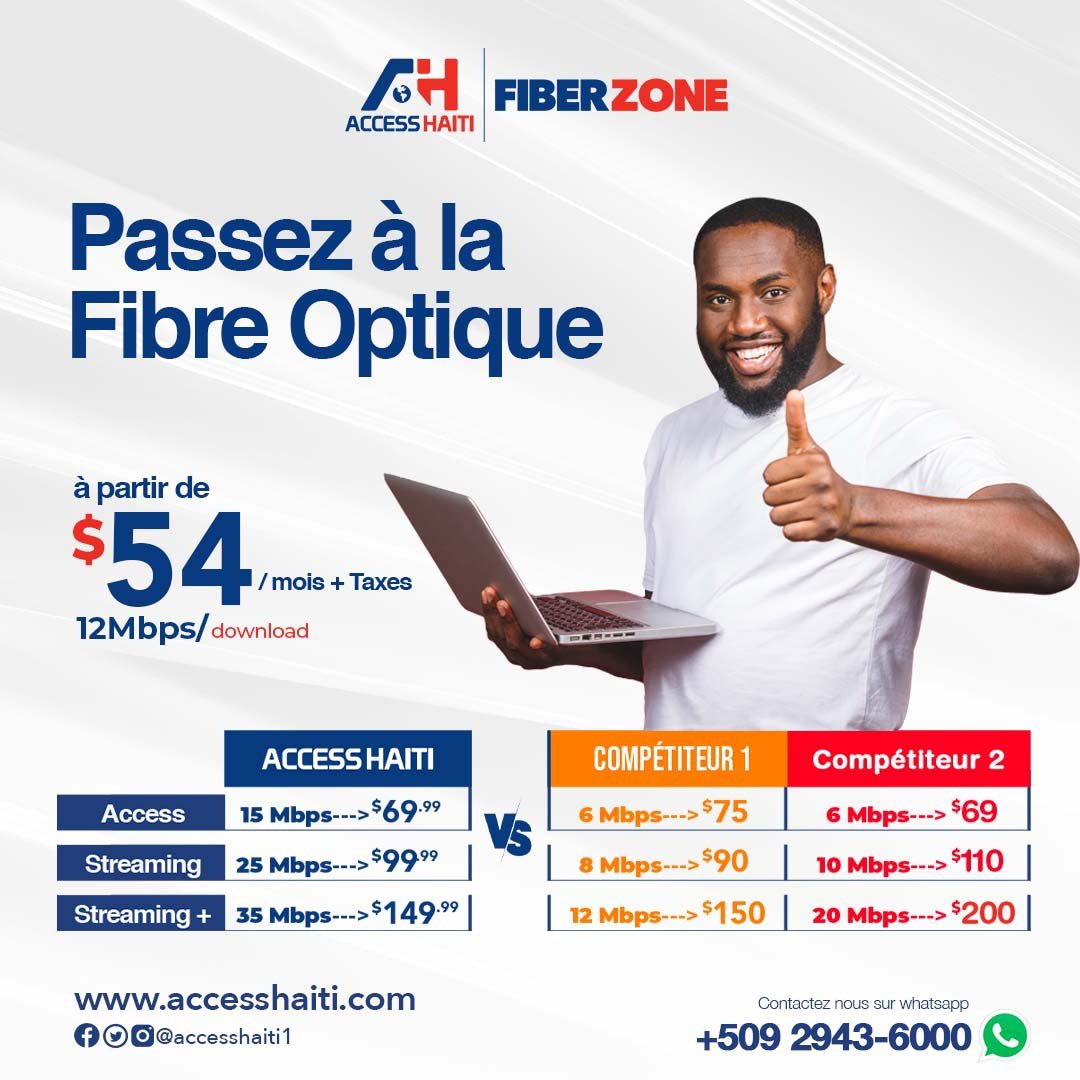 ACCESS HAITI
FIBERZONE
Passez à la
Fibre Optique
à partir de
$54 / mois + Taxes
12Mbps/ download
ACCESS HAITI
COMPÉTITEUR 1
Compétiteur 2
Access 15 Mbps---> $69.99
VS
6 Mbps---> $75
6 Mbps---> $69
Streaming 25 Mbps---> $99.99
8 Mbps---> $90
10 Mbps---> $110
Streaming + 35 Mbps---> $149.99
12 Mbps---> $150
20 Mbps---> $200
www.accesshaiti.com
@accesshaiti1
Contactez nous sur whatsapp
+509 2943-6000